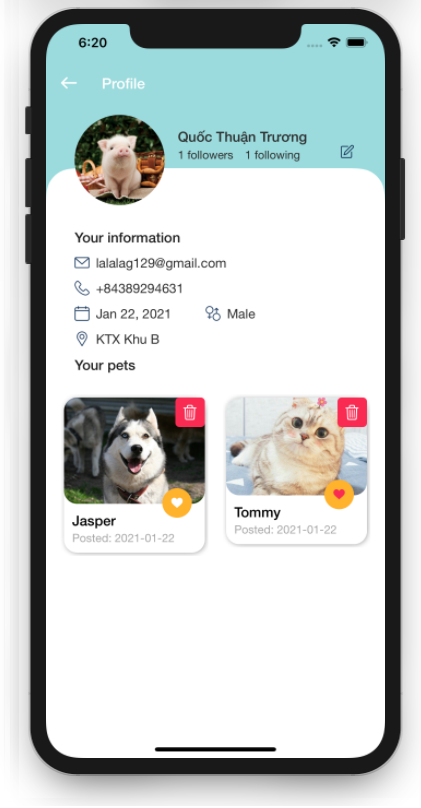 6:20
Profile
Quốc Thuận Trương
1 followers 1 following
Your information
lalalag129@gmail.com
+84389294631
Jan 22, 2021 Male
KTX Khu B
Your pets
Jasper
Posted: 2021-01-22
Tommy
Posted: 2021-01-22